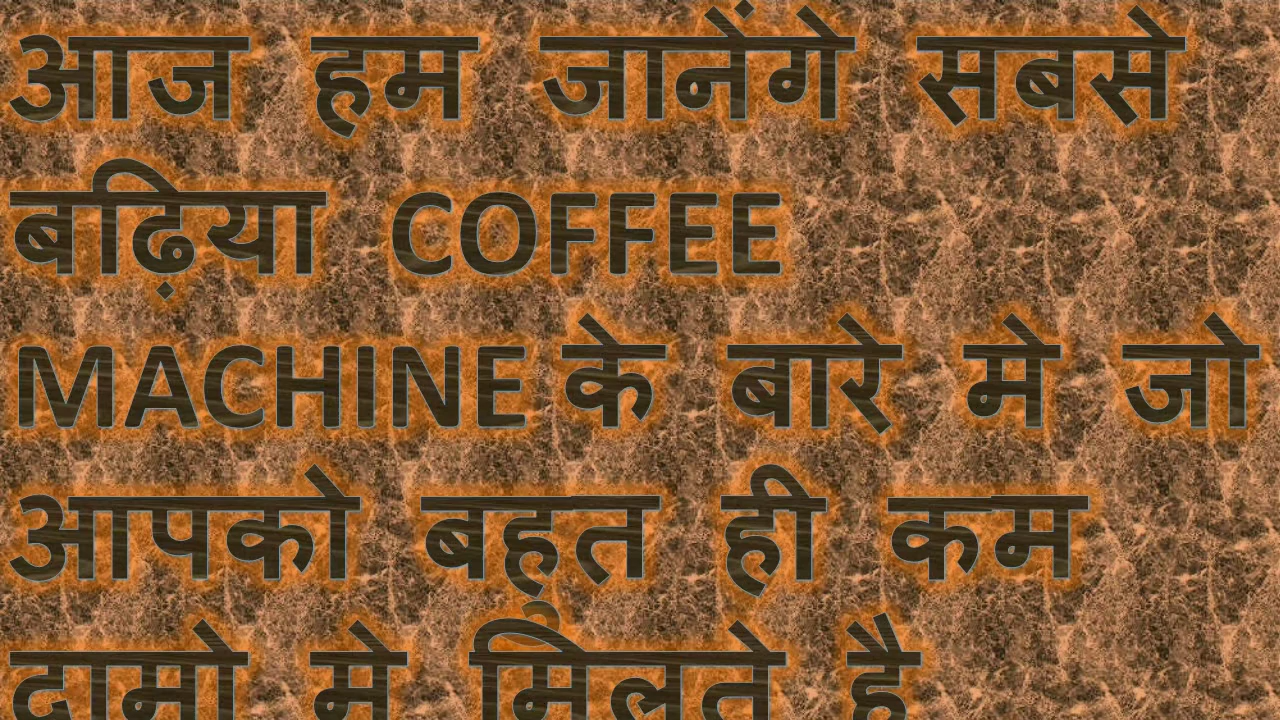 आज हम जानेंगे सबसे
बढ़िया COFFEE
MACHINE के बारे मे जो
आपको बहुत ही कम
दामो मे मिलते है